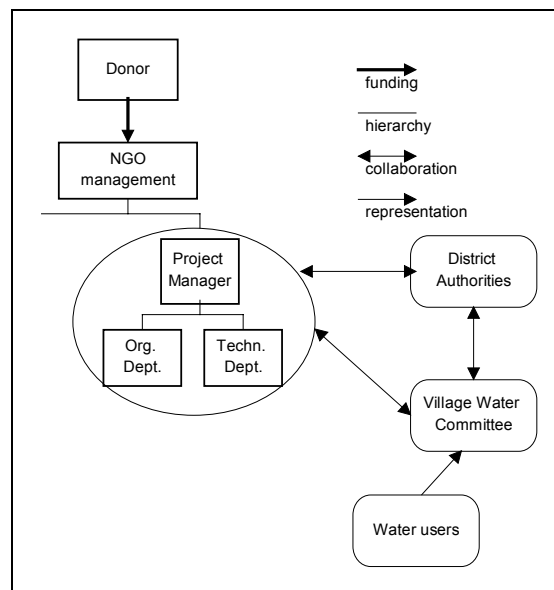 Donor
funding
NGO
management
hierarchy
collaboration
representation
Project
Manager
District
Authorities
Org.
Dept.
Techn.
Dept.
Village Water
Committee
Water users